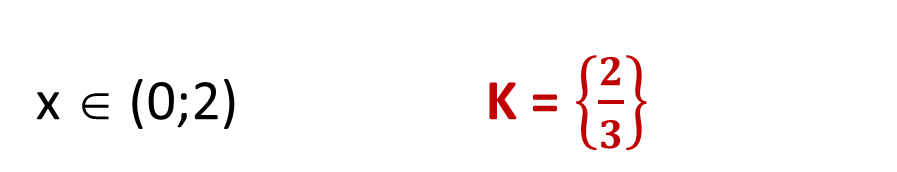 x ∈ (0;2) K = {2/3}